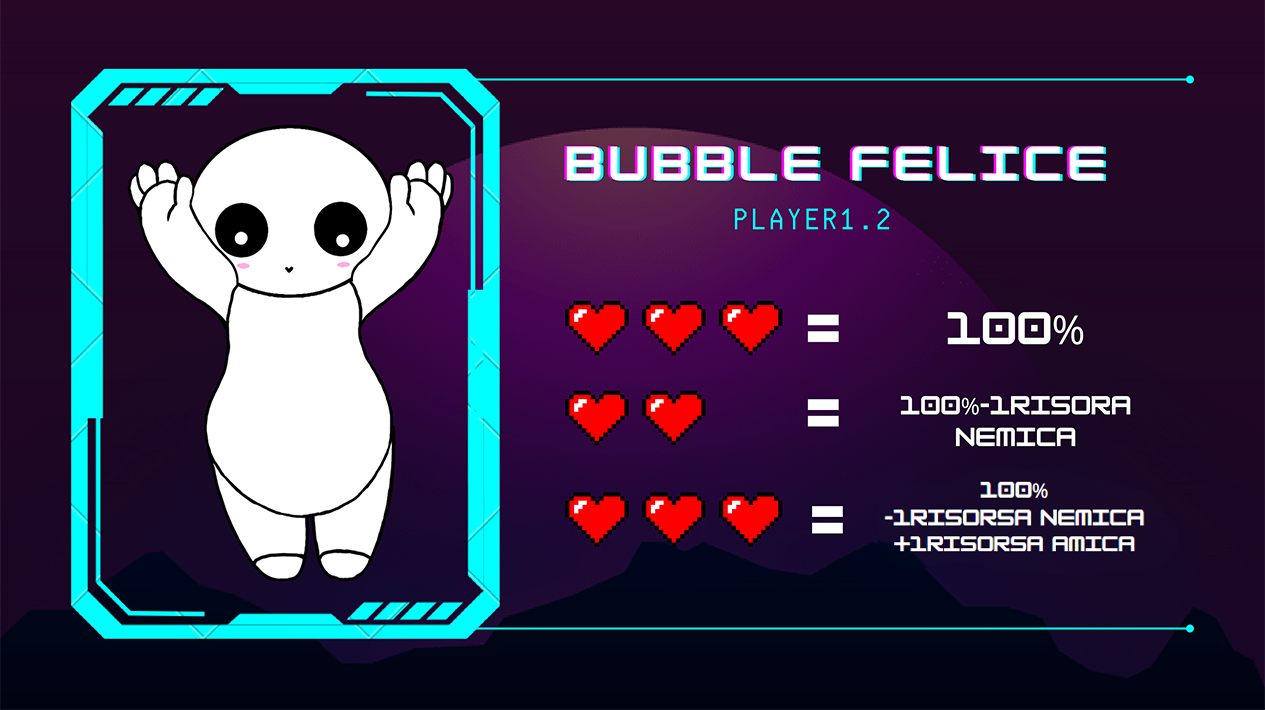 BUBBLE FELICE
PLAYER1.2
= 100%
= 100%-1RISORA
NEMICA
100%
= -1RISORSA NEMICA
+1RISORSA AMICA